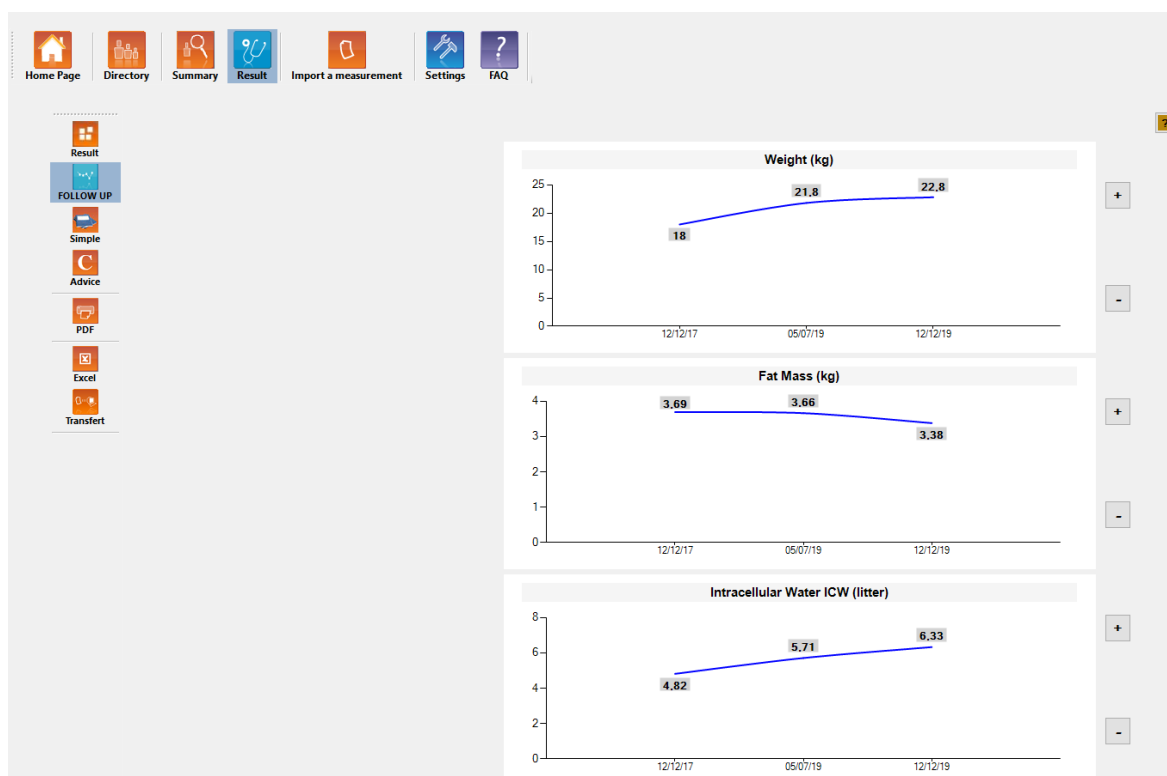 Home Page Directory Summary Result Import a measurement Settings FAQ
?
Result
FOLLOW UP
Simple
C
Advice
PDF
Excel
Transfert
Weight (kg)
25
20
15
10
5
0
18
21,8
22,8
12/12/17 05/07/19 12/12/19
+
-
Fat Mass (kg)
4
3
2
1
0
3,69
3,66
3,38
12/12/17 05/07/19 12/12/19
+
-
Intracellular Water ICW (litter)
8
6
4
2
0
4,82
5,71
6,33
12/12/17 05/07/19 12/12/19
+
-